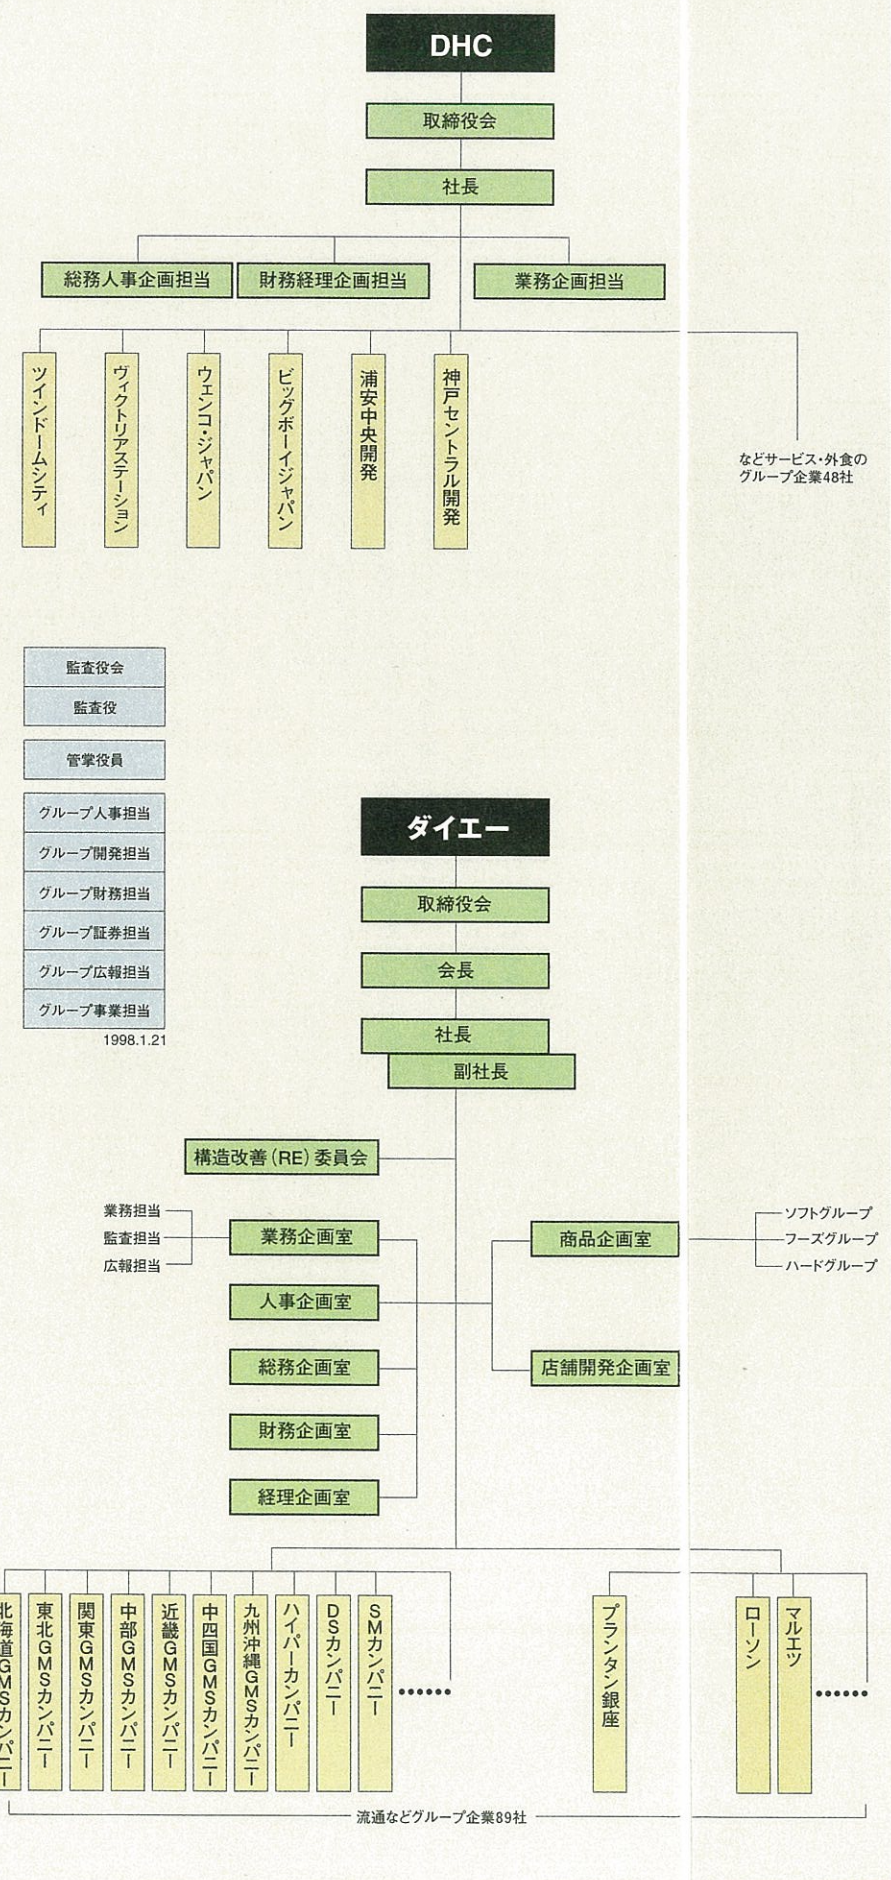 DHC
取締役会
社長
総務人事企画担当
財務経理企画担当
業務企画担当
ツインドームシティ
ヴィクトリアステーション
ウェンコ・ジャパン
ビッグボーイジャパン
浦安中央開発
神戸セントラル開発
などサービス・外食の
グループ企業48社
監査役会
監査役
管掌役員
グループ人事担当
グループ開発担当
グループ財務担当
グループ証券担当
グループ広報担当
グループ事業担当
1998.1.21
ダイエー
取締役会
会長
社長
副社長
構造改善（RE）委員会
業務担当
監査担当
広報担当
業務企画室
人事企画室
総務企画室
財務企画室
経理企画室
商品企画室
店舗開発企画室
ソフトグループ
フーズグループ
ハードグループ
北海道GMSカンパニー
東北GMSカンパニー
関東GMSカンパニー
中部GMSカンパニー
近畿GMSカンパニー
中四国GMSカンパニー
九州沖縄GMSカンパニー
ハイパーカンパニー
DSカンパニー
SMカンパニー
••••••
プランタン銀座
ローソン
マルエツ
••••••
流通などグループ企業89社